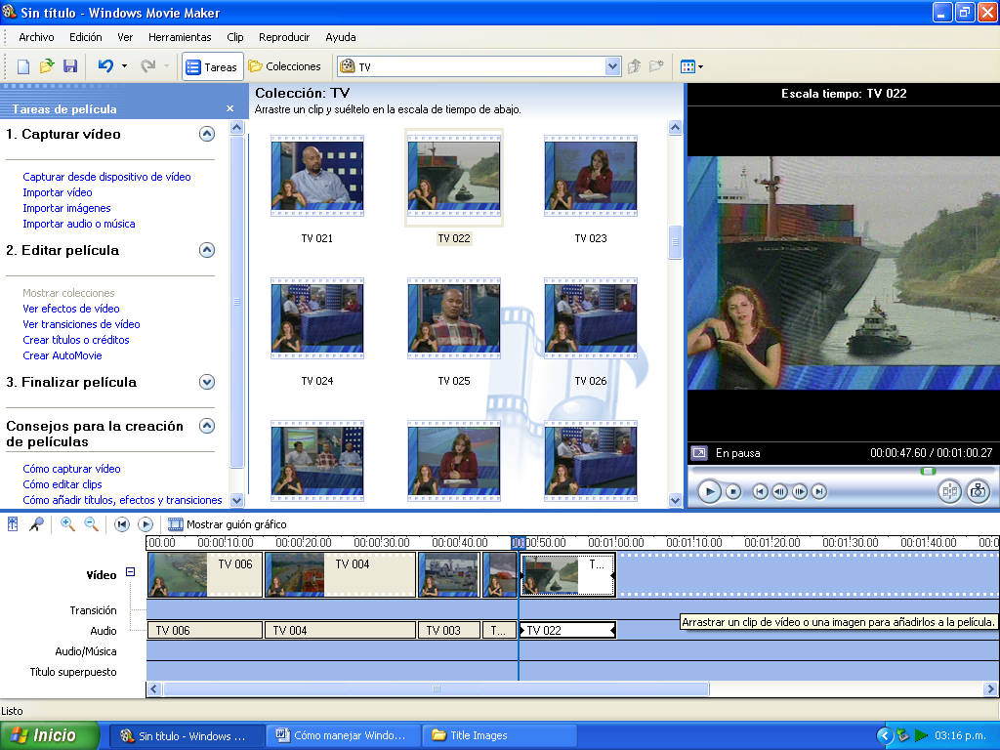 Sin título - Windows Movie Maker
Archivo Edición Ver Herramientas Clip Reproducir Ayuda
Tareas Colecciones TV
Tareas de película
1. Capturar vídeo
Capturar desde dispositivo de vídeo
Importar vídeo
Importar imágenes
Importar audio o música
2. Editar película
Mostrar colecciones
Ver efectos de vídeo
Ver transiciones de vídeo
Crear títulos o créditos
Crear AutoMovie
3. Finalizar película
Consejos para la creación
de películas
Cómo capturar vídeo
Cómo editar clips
Cómo añadir títulos, efectos y transiciones
Colección: TV
Arrastre un clip y suéltelo en la escala de tiempo de abajo.
TV 021 TV 022 TV 023
TV 024 TV 025 TV 026
Escala tiempo: TV 022
En pausa 00:00:47.60 / 00:01:00.27
Mostrar guión gráfico
00.00 00:00:10.00 00:00:20.00 00:00:30.00 00:00:40.00 00:00:50.00 00:01:00.00 00:01:10.00 00:01:20.00 00:01:30.00 00:01:40.00 00:0
Vídeo TV 006 TV 004 T...
Transición
Arrastrar un clip de vídeo o una imagen para añadirlos a la película.
Audio TV 006 TV 004 TV 003 T... TV 022
Audio/Música
Título superpuesto
Listo
Inicio Sin título - Windows ... Cómo manejar Windo... Title Images 03:16 p.m.